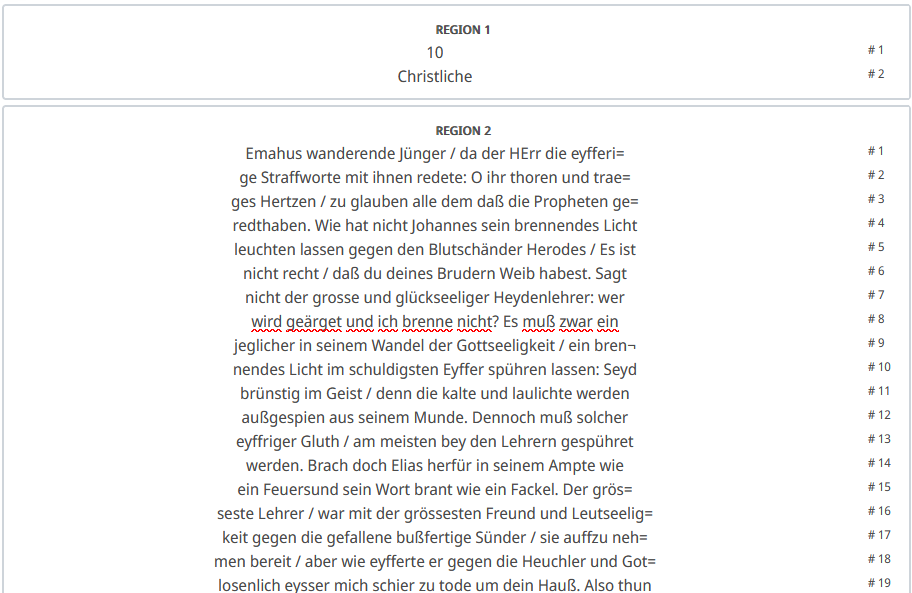 REGION 1
10 # 1
Christliche # 2
REGION 2
Emahus wanderende Jünger / da der HErr die eyfferi= # 1
ge Straffworte mit ihnen redete: O ihr thoren und trae= # 2
ges Hertzen / zu glauben alle dem daß die Propheten ge= # 3
redthaben. Wie hat nicht Johannes sein brennendes Licht # 4
leuchten lassen gegen den Blutschänder Herodes / Es ist # 5
nicht recht / daß du deines Brudern Weib habest. Sagt # 6
nicht der grosse und glückseeliger Heydenlehrer: wer # 7
wird geärget und ich brenne nicht? Es muß zwar ein # 8
jeglicher in seinem Wandel der Gottseeligkeit / ein bren¬ # 9
nendes Licht im schuldigsten Eyffer spühren lassen: Seyd # 10
brünstig im Geist / denn die kalte und laulichte werden # 11
außgespien aus seinem Munde. Dennoch muß solcher # 12
eyffriger Gluth / am meisten bey den Lehrern gespühret # 13
werden. Brach doch Elias herfür in seinem Ampte wie # 14
ein Feuersund sein Wort brant wie ein Fackel. Der grös= # 15
seste Lehrer / war mit der grössesten Freund und Leutseelig= # 16
keit gegen die gefallene bußfertige Sünder / sie auffzu neh= # 17
men bereit / aber wie eyfferte er gegen die Heuchler und Got= # 18
losenlich eysser mich schier zu tode um dein Hauß. Also thun # 19